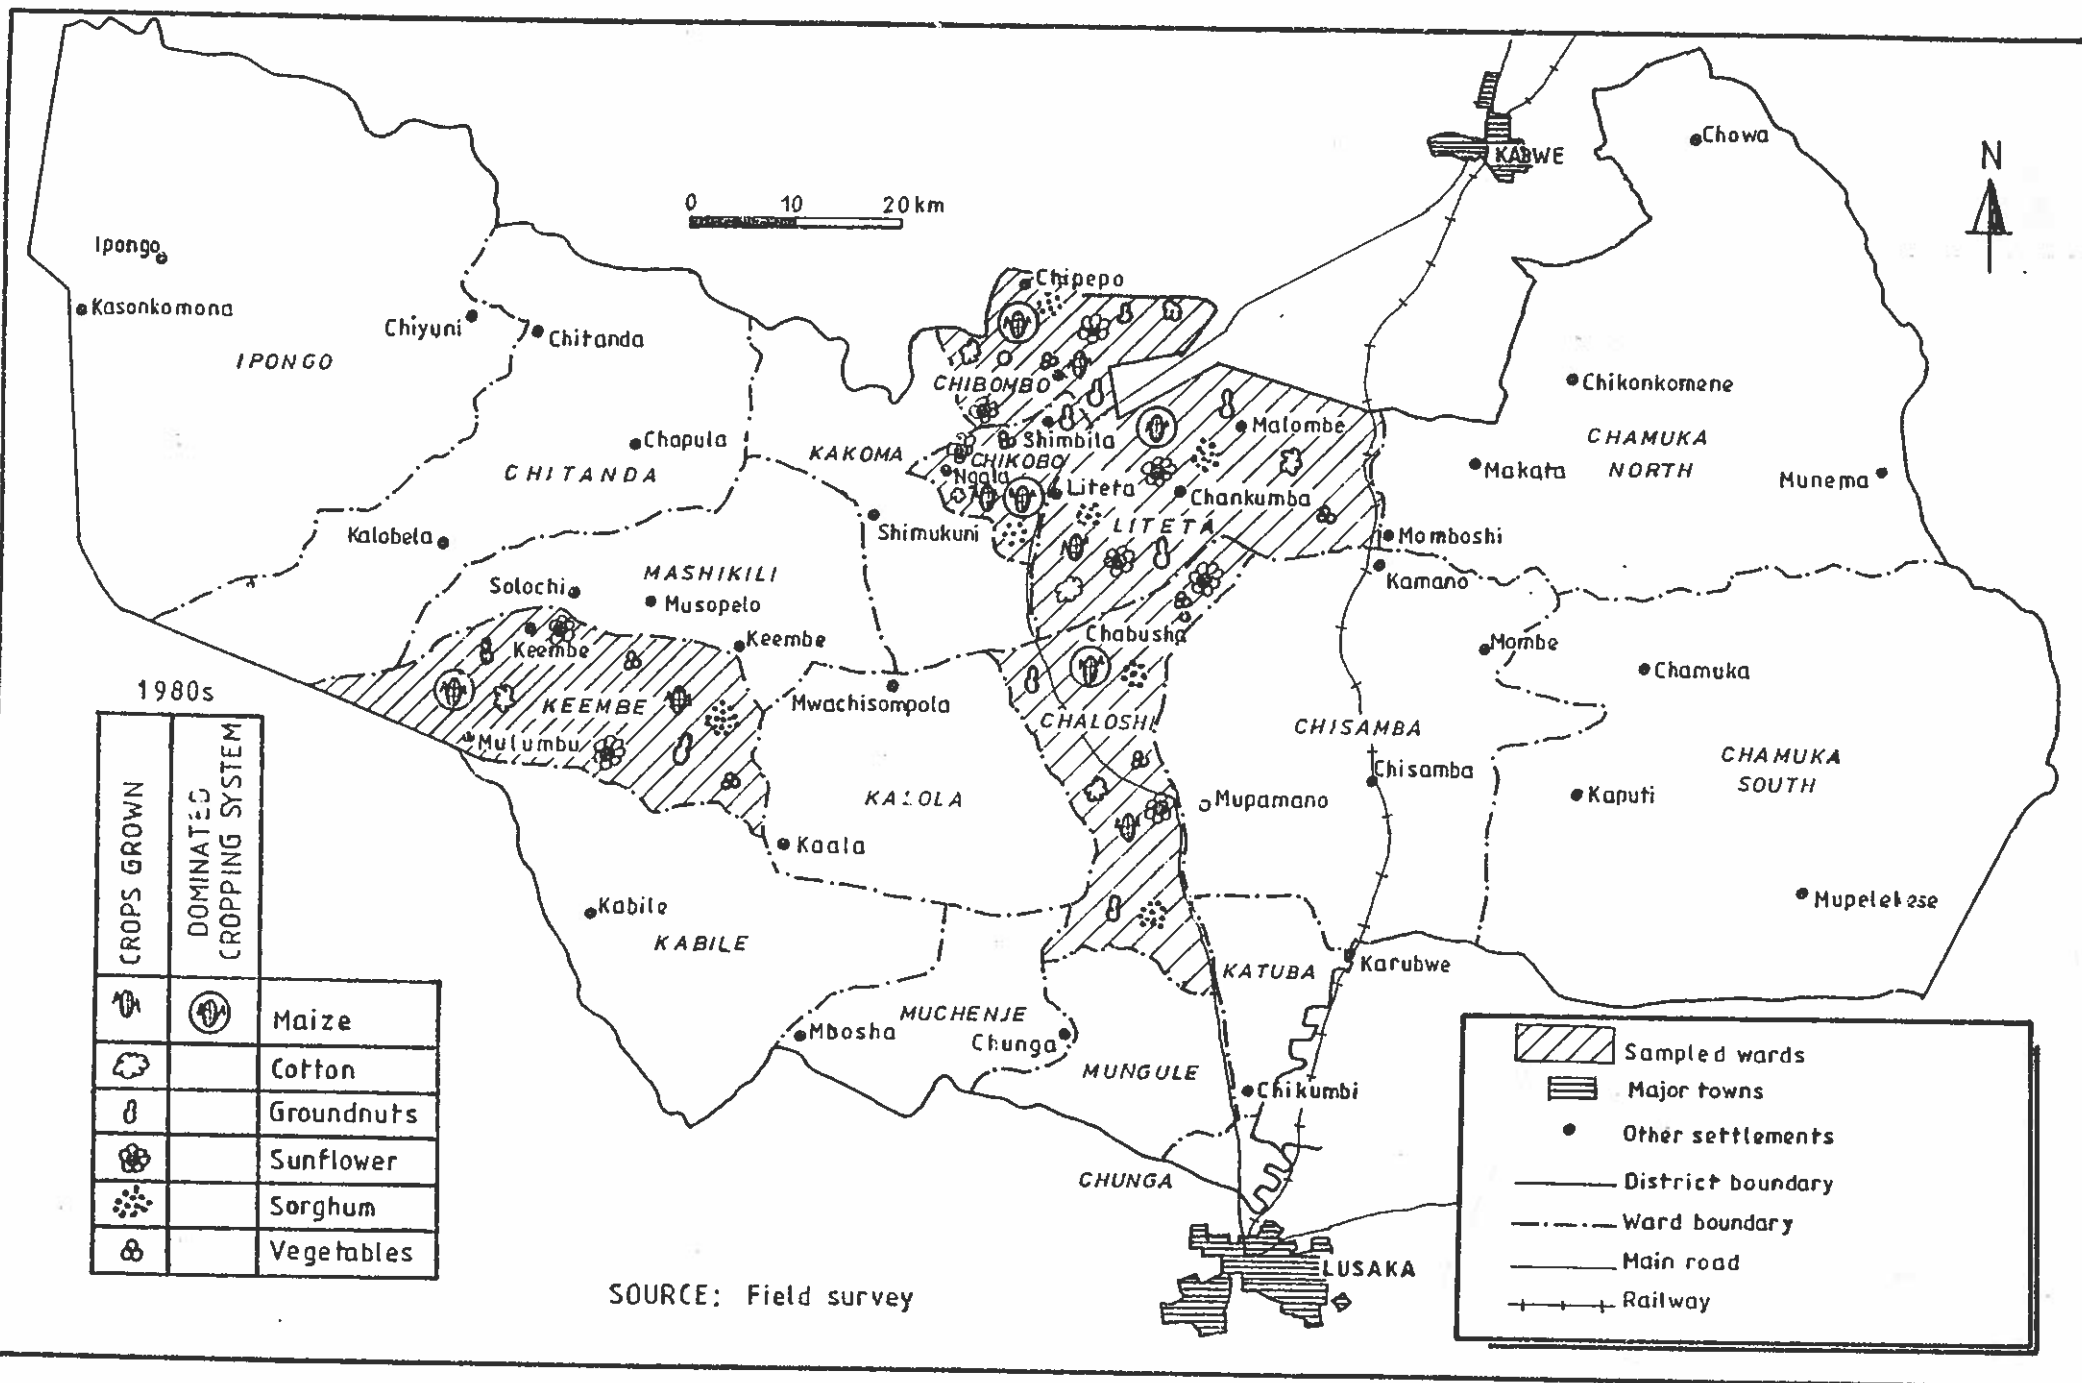 KABWE
Chowa
N
0 10 20 km
Ipongo
Kasonkomona
IPONGO
Chiyuni
Chitanda
Chipepo
CHIBOMBO
Chikonkomene
CHAMUKA
NORTH
Makata
Munema
Chapula
CHITANDA
KAKOMA
Shimbila
CHIKOBO
Ngala
Malombe
Liteta
Chankumba
LITETA
Kalobela
Shimukuni
Momboshi
Kamano
MASHIKILI
Solochi
Musopelo
Keembe
Keembe
Chabusha
Mombe
Chamuka
KEEMBE
Mwachisompola
CHALOSHI
CHISAMBA
CHAMUKA
SOUTH
Mulumbu
KALOLA
Mupamano
Chisamba
Kaputi
Kaala
Kabile
KABILE
Mupelekese
KATUBA
Karubwe
MUCHENJE
Mbosha
Chunga
MUNGULE
Chikumbi
CHUNGA
LUSAKA
1980s
CROPS GROWN
DOMINATED
CROPPING SYSTEM
Maize
Cotton
Groundnuts
Sunflower
Sorghum
Vegetables
SOURCE: Field survey
Sampled wards
Major towns
Other settlements
District boundary
Ward boundary
Main road
Railway